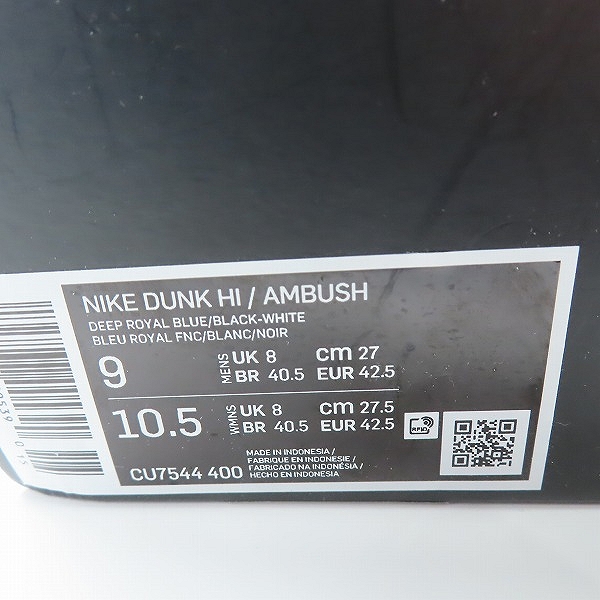 NIKE DUNK HI / AMBUSH
DEEP ROYAL BLUE/BLACK-WHITE
BLEU ROYAL FNC/BLANC/NOIR
9 MENS UK 8 CM 27
BR 40.5 EUR 42.5
10.5 WMNS UK 8 CM 27.5
BR 40.5 EUR 42.5
RFID
CU7544 400
MADE IN INDONESIA /
FABRIQUE EN INDONESIE /
FABRICADO NA INDONÉSIA /
HECHO EN INDONESIA